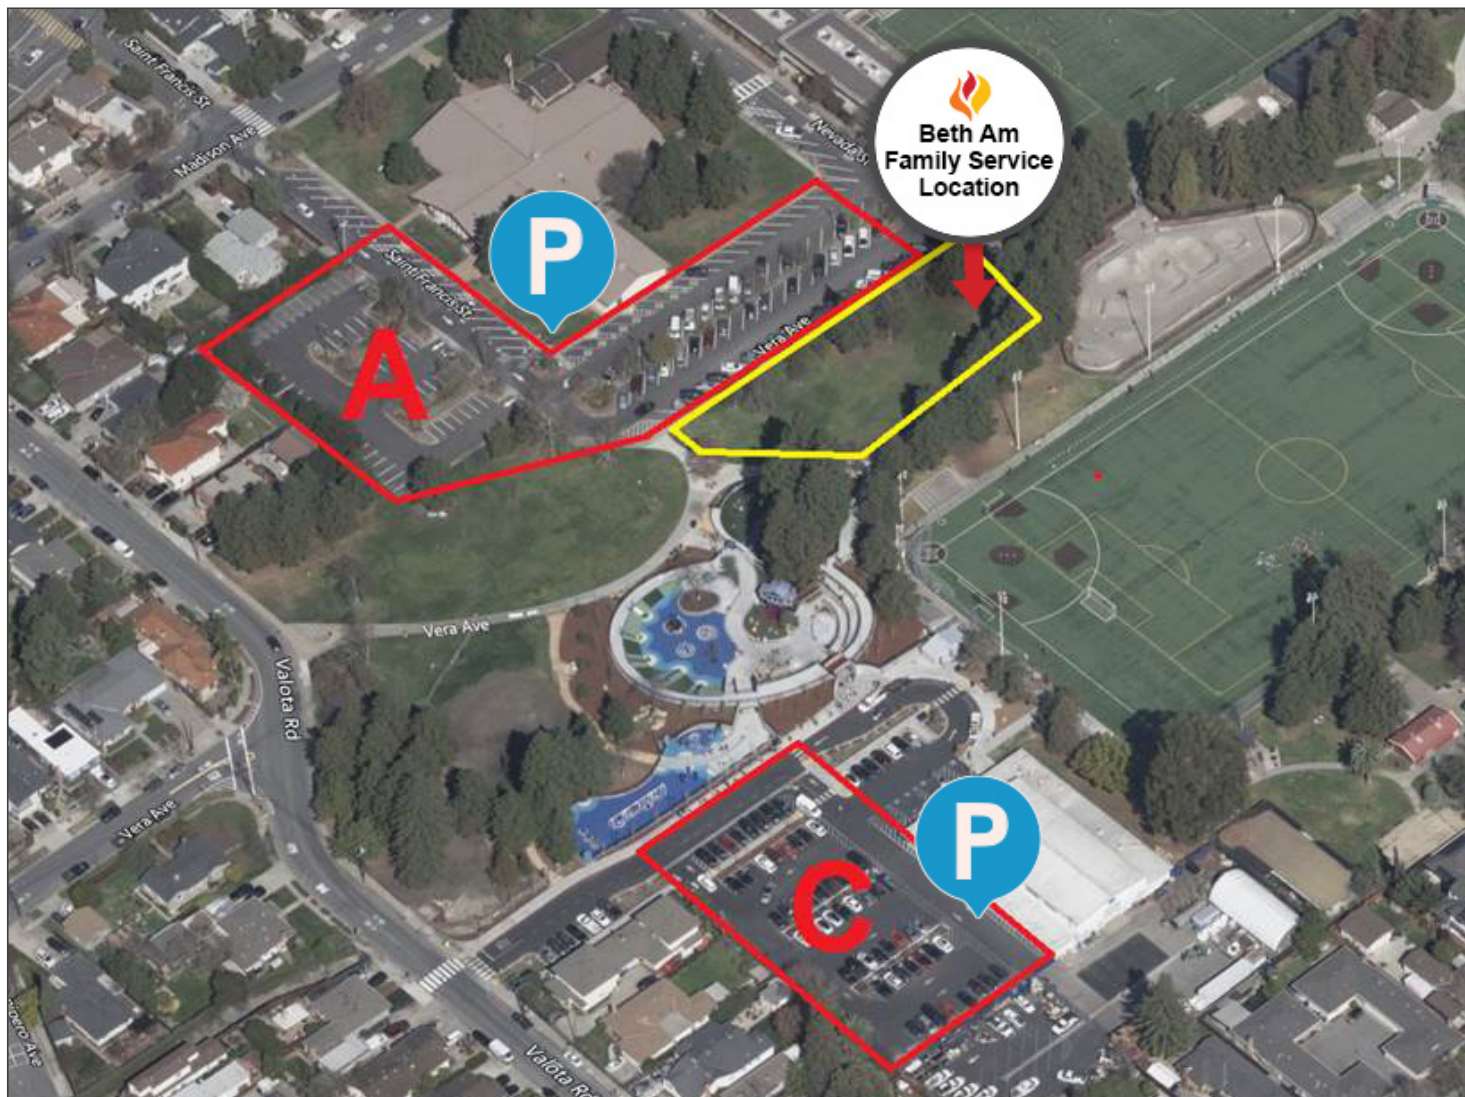 Saint Francis St
Madison Ave
Nevada St
Beth Am
Family Service
Location
P
Saint Francis St.
A
Vera Ave
Vera Ave
Valota Rd
Vera Ave
P
C
Valota Rd